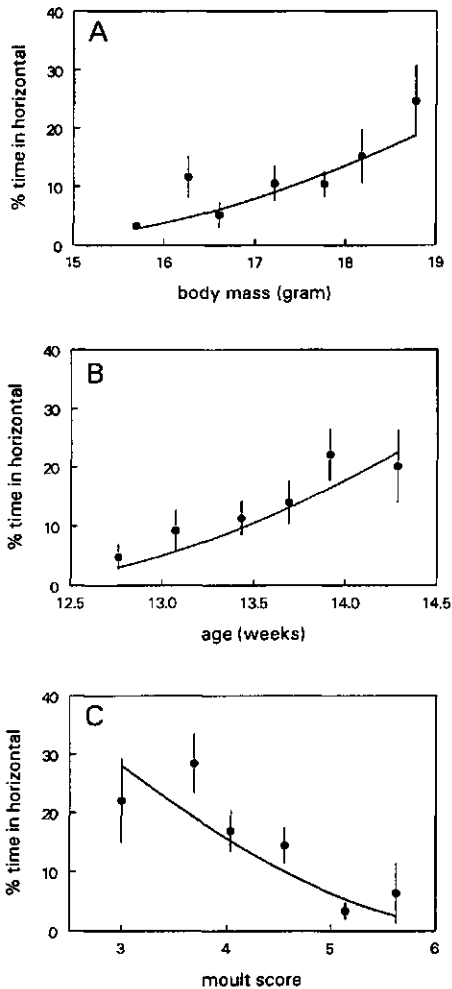 A
% time in horizontal
40
30
20
10
0
15 16 17 18 19
body mass (gram)
B
% time in horizontal
40
30
20
10
0
12.5 13.0 13.5 14.0 14.5
age (weeks)
C
% time in horizontal
40
30
20
10
0
3 4 5 6
moult score